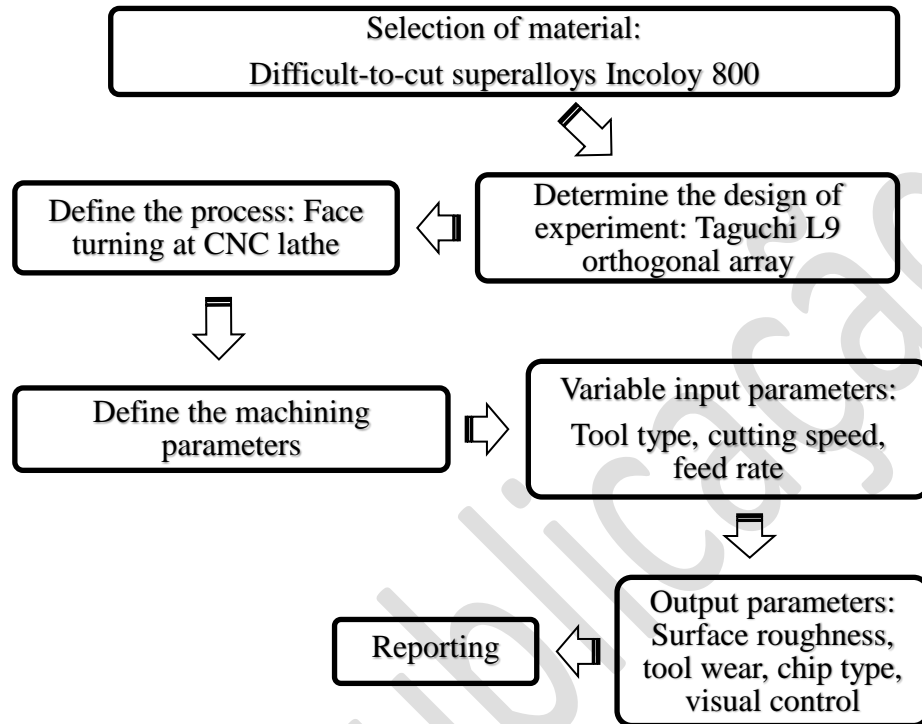 Selection of material:
Difficult-to-cut superalloys Incoloy 800
Define the process: Face
turning at CNC lathe
Determine the design of
experiment: Taguchi L9
orthogonal array
Define the machining
parameters
Variable input parameters:
Tool type, cutting speed,
feed rate
Output parameters:
Surface roughness,
tool wear, chip type,
visual control
Reporting
ublicação